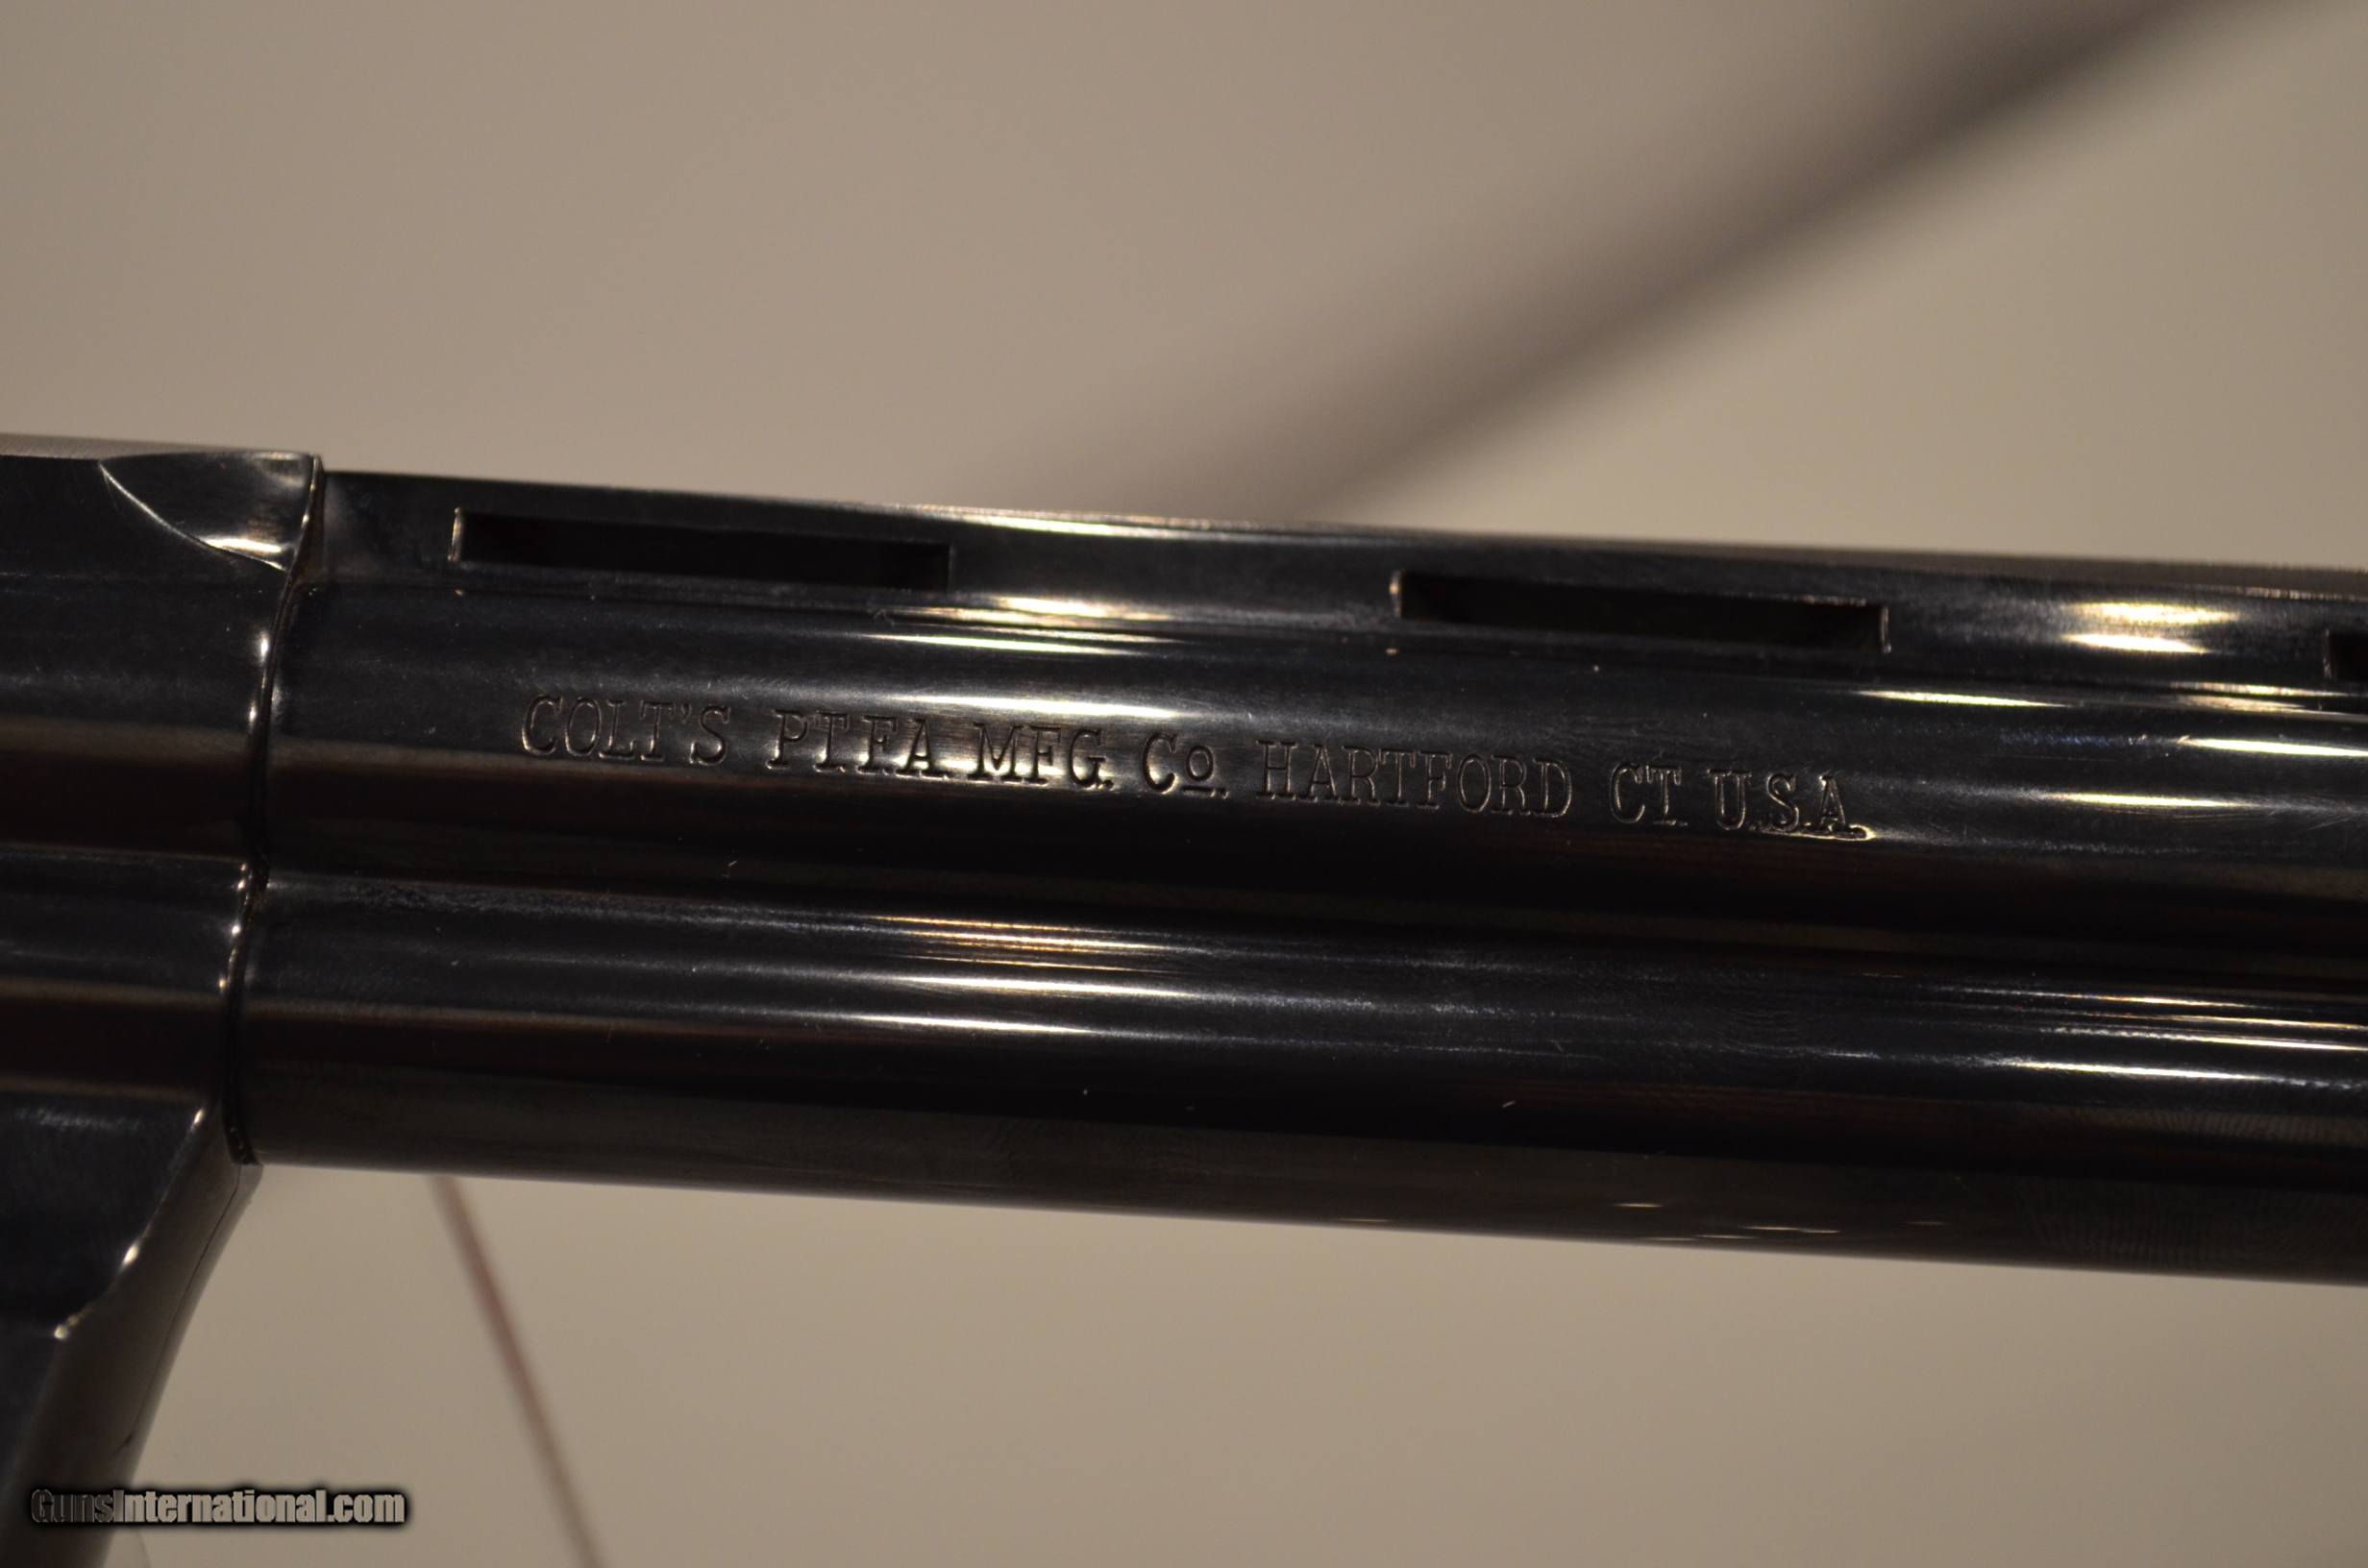 COLT'S PT.F.A. MFG. Co. HARTFORD CT. U.S.A.
GunsInternational.com